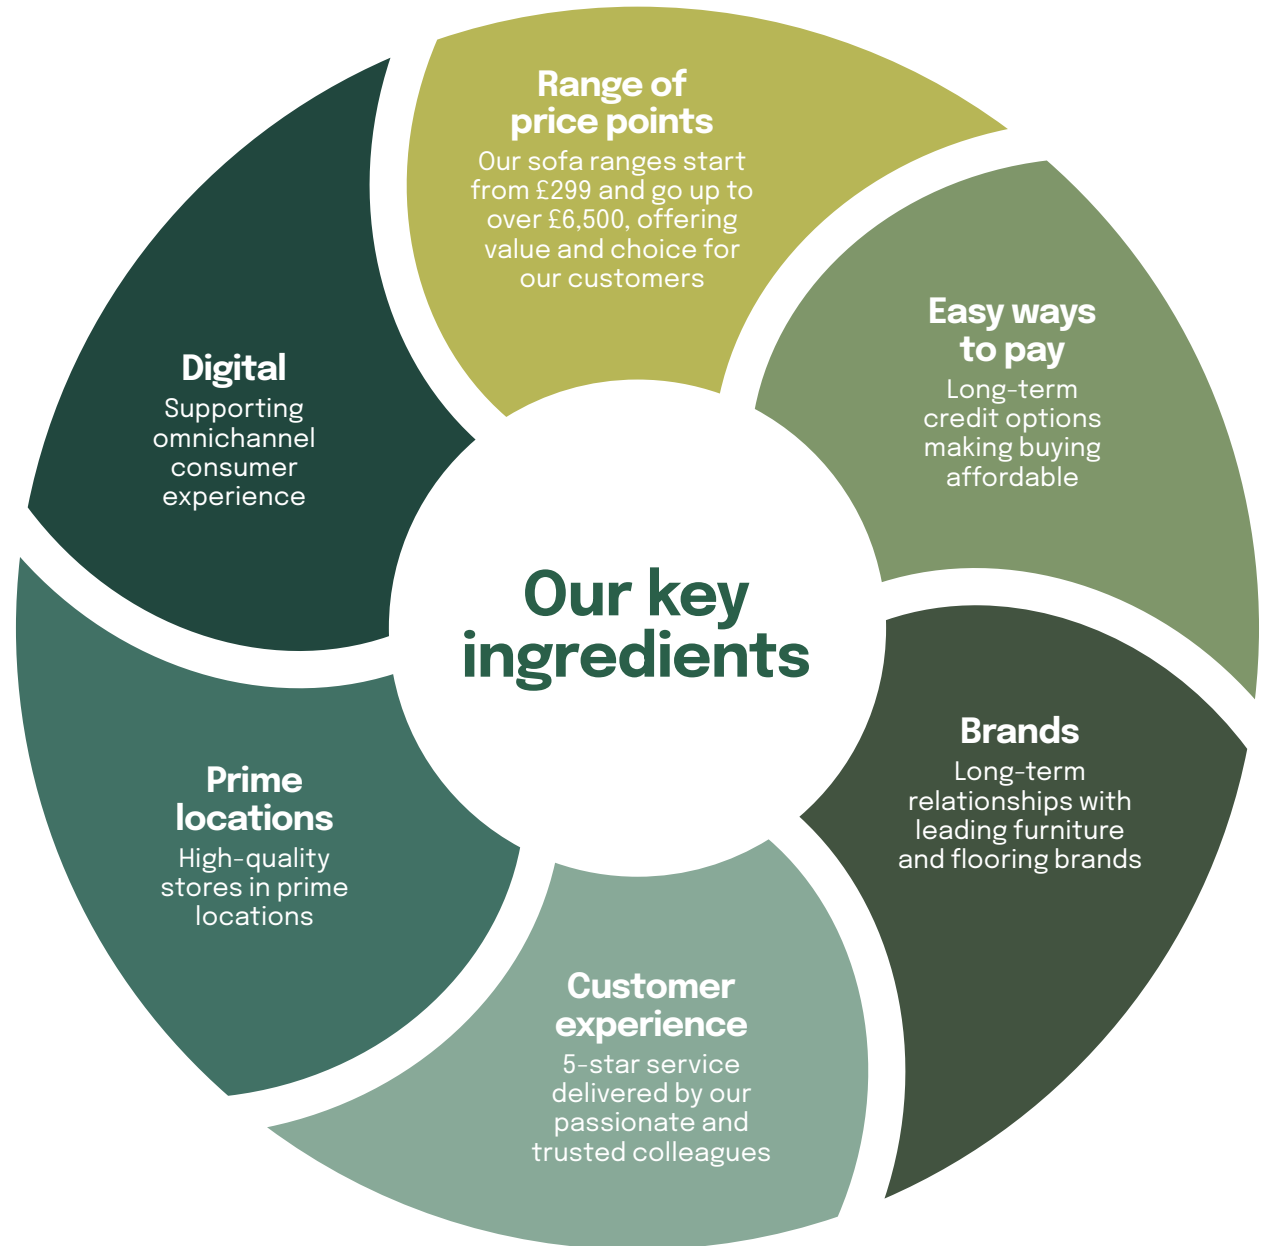 Our key
ingredients
Range of
price points
Our sofa ranges start
from £299 and go up to
over £6,500, offering
value and choice for
our customers
Easy ways
to pay
Long-term
credit options
making buying
affordable
Brands
Long-term
relationships with
leading furniture
and flooring brands
Customer
experience
5-star service
delivered by our
passionate and
trusted colleagues
Prime
locations
High-quality
stores in prime
locations
Digital
Supporting
omnichannel
consumer
experience